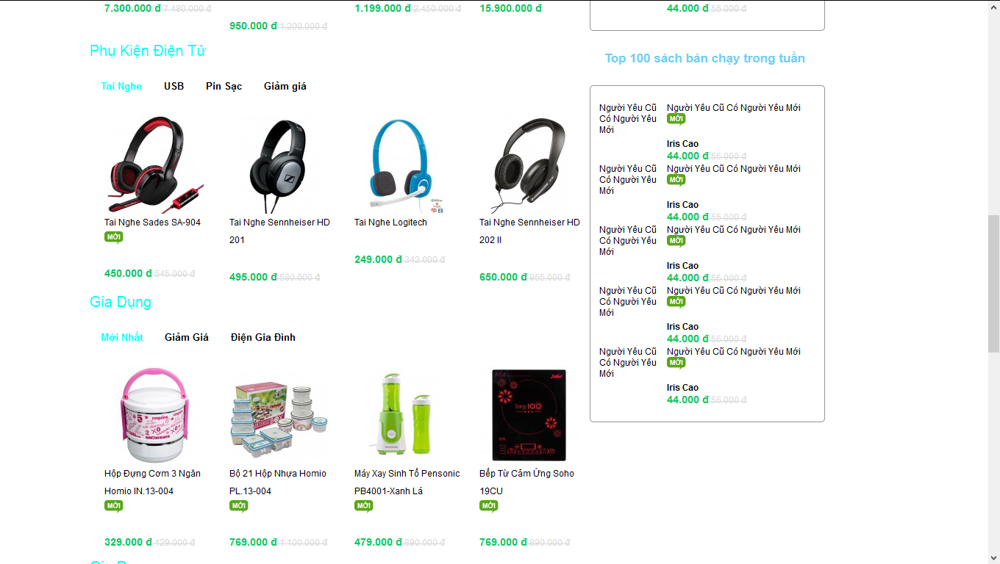 7.300.000 đ 7.480.000 đ
950.000 đ 1.200.000 đ
1.199.000 đ 2.450.000 đ
15.900.000 đ
Phụ Kiện Điện Tử
Tai Nghe USB Pin Sạc Giảm giá
Tai Nghe Sades SA-904
MỚI
450.000 đ 545.000 đ
Tai Nghe Sennheiser HD
201
495.000 đ 580.000 đ
Tai Nghe Logitech
249.000 đ 342.000 đ
Tai Nghe Sennheiser HD
202 II
650.000 đ 955.000 đ
Gia Dụng
Mới Nhất Giảm Giá Điện Gia Đình
Soho
Energy 100
Hộp Đựng Cơm 3 Ngăn
Homio IN.13-004
MỚI
329.000 đ 429.000 đ
Bộ 21 Hộp Nhựa Homio
PL.13-004
MỚI
769.000 đ 1.100.000 đ
Máy Xay Sinh Tố Pensonic
PB4001-Xanh Lá
MỚI
479.000 đ 890.000 đ
Bếp Từ Cảm Ứng Soho
19CU
MỚI
769.000 đ 890.000 đ
44.000 đ 55.000 đ
Top 100 sách bán chạy trong tuần
Người Yêu Cũ
Có Người Yêu
Mới
Người Yêu Cũ Có Người Yêu Mới
MỚI
Iris Cao
44.000 đ 55.000 đ
Người Yêu Cũ
Có Người Yêu
Mới
Người Yêu Cũ Có Người Yêu Mới
MỚI
Iris Cao
44.000 đ 55.000 đ
Người Yêu Cũ
Có Người Yêu
Mới
Người Yêu Cũ Có Người Yêu Mới
MỚI
Iris Cao
44.000 đ 55.000 đ
Người Yêu Cũ
Có Người Yêu
Mới
Người Yêu Cũ Có Người Yêu Mới
MỚI
Iris Cao
44.000 đ 55.000 đ
Người Yêu Cũ
Có Người Yêu
Mới
Người Yêu Cũ Có Người Yêu Mới
MỚI
Iris Cao
44.000 đ 55.000 đ